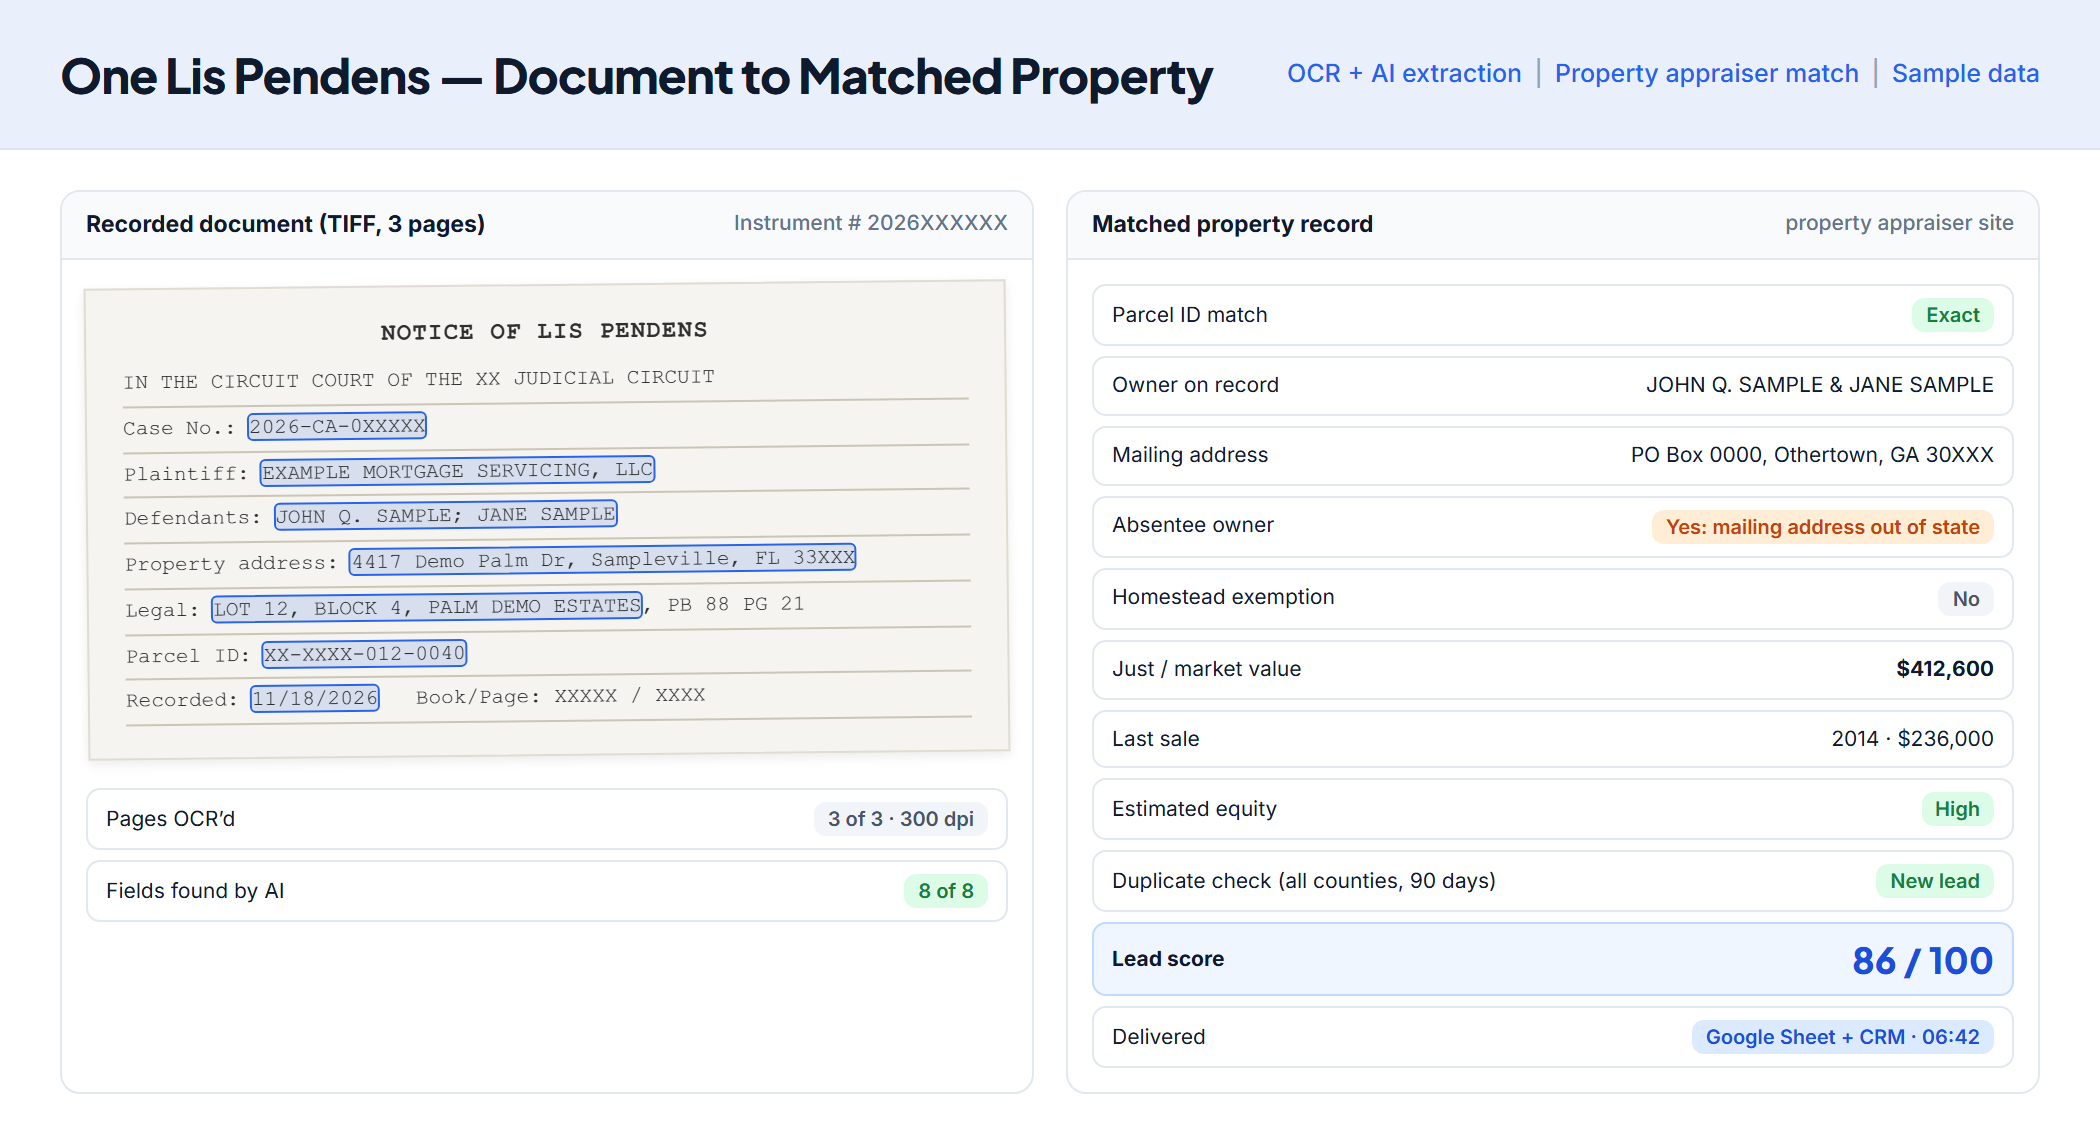 One Lis Pendens — Document to Matched Property
OCR + AI extraction | Property appraiser match | Sample data
Recorded document (TIFF, 3 pages)
Instrument # 2026XXXXXX
NOTICE OF LIS PENDENS
IN THE CIRCUIT COURT OF THE XX JUDICIAL CIRCUIT
Case No.: 2026-CA-0XXXXX
Plaintiff: EXAMPLE MORTGAGE SERVICING, LLC
Defendants: JOHN Q. SAMPLE; JANE SAMPLE
Property address: 4417 Demo Palm Dr, Sampleville, FL 33XXX
Legal: LOT 12, BLOCK 4, PALM DEMO ESTATES, PB 88 PG 21
Parcel ID: XX-XXXX-012-0040
Recorded: 11/18/2026 Book/Page: XXXXX / XXXX
Pages OCR’d 3 of 3 · 300 dpi
Fields found by AI 8 of 8
Matched property record
property appraiser site
Parcel ID match Exact
Owner on record JOHN Q. SAMPLE & JANE SAMPLE
Mailing address PO Box 0000, Othertown, GA 30XXX
Absentee owner Yes: mailing address out of state
Homestead exemption No
Just / market value $412,600
Last sale 2014 · $236,000
Estimated equity High
Duplicate check (all counties, 90 days) New lead
Lead score 86 / 100
Delivered Google Sheet + CRM · 06:42